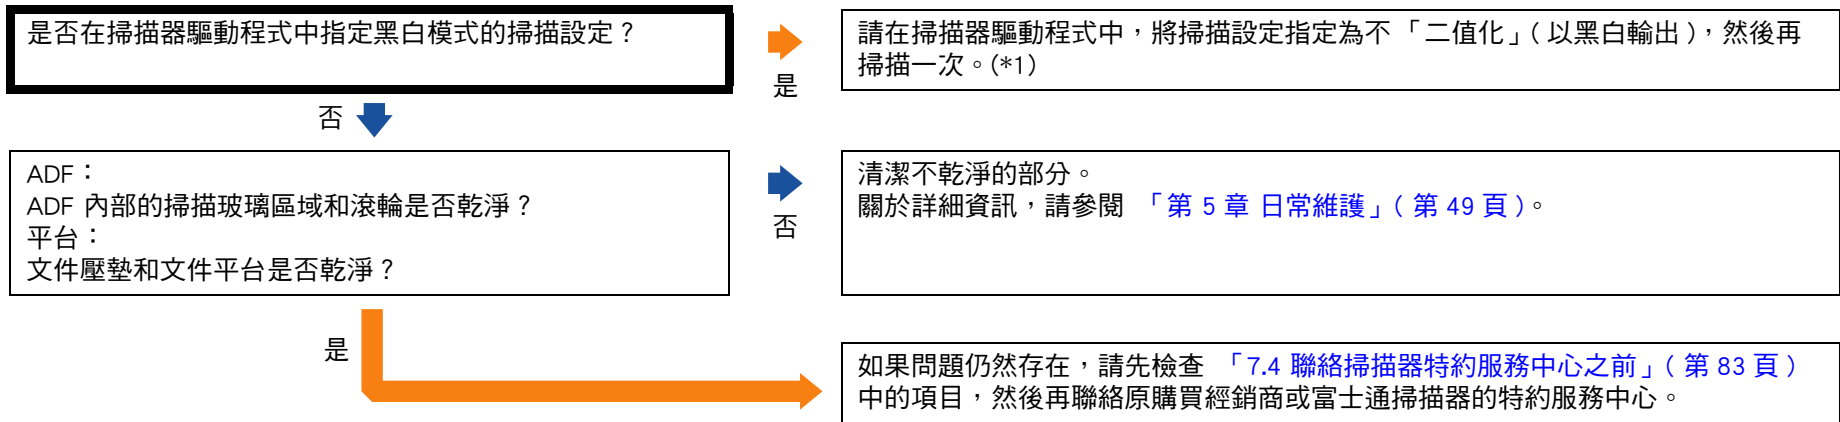 是否在掃描器驅動程式中指定黑白模式的掃描設定？
是
請在掃描器驅動程式中，將掃描設定指定為不「二值化」( 以黑白輸出 )，然後再
掃描一次。(*1)
否
ADF：
ADF 內部的掃描玻璃區域和滾輪是否乾淨？
平台：
文件壓墊和文件平台是否乾淨？
否
清潔不乾淨的部分。
關於詳細資訊，請參閱 「第 5 章 日常維護」( 第 49 頁 )。
是
如果問題仍然存在，請先檢查 「7.4 聯絡掃描器特約服務中心之前」( 第 83 頁 )
中的項目，然後再聯絡原購買經銷商或富士通掃描器的特約服務中心。